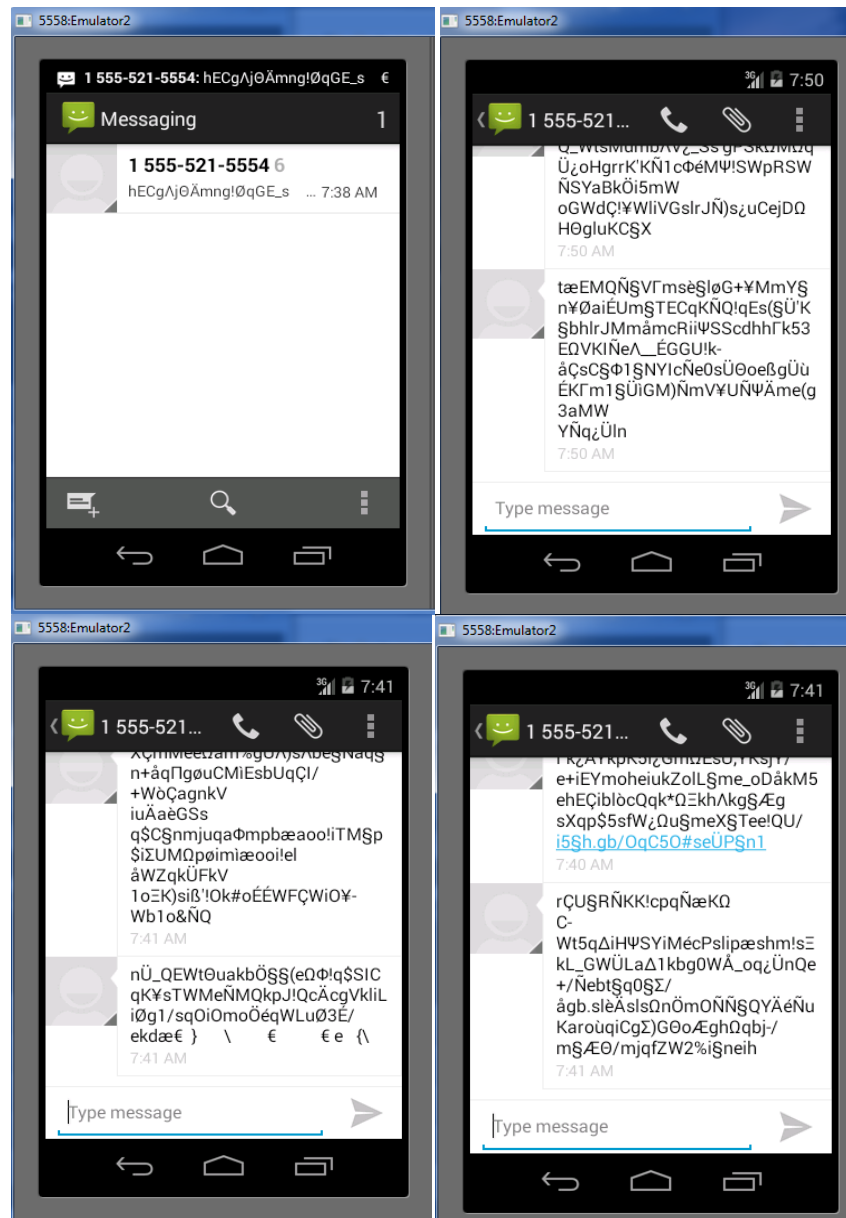 5558:Emulator2
1 555-521-5554: hECgΛjΘÄmng!ØqGE_s €
Messaging 1
1 555-521-5554 6
hECgΛjΘÄmng!ØqGE_s ... 7:38 AM
5558:Emulator2
3G 7:50
1 555-521...
Ü¿oHgrrK'KÑ1cΦéMΨ!SWpRSW
ÑSYaBkÖi5mW
oGWdÇ!¥WliVGslrJÑ)s¿uCejDΩ
HΘgluKC§X
7:50 AM
tæEMQÑ§VΓmsè§løG+¥MmY§
n¥ØaiÉUm§TECqKÑQ!qEs(§Ü'K
§bhlrJMmåmcRiiΨSScdhhΓk53
EΩVKIÑeΛ__ÉGGU!k-
åÇsC§Φ1§NYIcÑe0sÜΘoeßgÜù
ÉKΓm1§ÜìGM)ÑmV¥UÑΨÄme(g
3aMW
YÑq¿Üln
7:50 AM
Type message
5558:Emulator2
3G 7:41
1 555-521...
n+åqΠgøuCMìEsbUqÇI/
+WòÇagnkV
iuÄaèGSs
q$C§nmjuqaΦmpbæaoo!iTM§p
$iΣUMΩpøimìæooi!el
åWZqkÜFkV
1oΞK)siß'!Ok#oÉÉWFÇWiO¥-
Wb1o&ÑQ
7:41 AM
nÜ_QEWtΘuakbÖ§§(eΩΦ!q$SIC
qK¥sTWMeÑMQkpJ!QcÄcgVkliL
iØg1/sqOiOmoÖéqWLuØ3É/
ekdæ€ } \ € € e {\
7:41 AM
Type message
5558:Emulator2
3G 7:41
1 555-521...
e+iEYmoheiukZolL§me_oDåkM5
ehEÇiblòcQqk*ΩΞkhΛkg§Æg
sXqp$5sfW¿Ωu§meX§Tee!QU/
i5§h.gb/OqC5O#seÜP§n1
7:40 AM
rÇU§RÑKK!cpqÑæKΩ
C-
Wt5qΔiHΨSYiMécPslipæshm!sΞ
kL_GWÜLaΔ1kbg0WÅ_oq¿ÜnQe
+/Ñebt§q0§Σ/
ågb.slèÄslsΩnÖmOÑÑ§QYÄéÑu
KaroùqiCgΣ)GΘoÆghΩqbj-/
m§ÆΘ/mjqfZW2%i§neih
7:41 AM
Type message